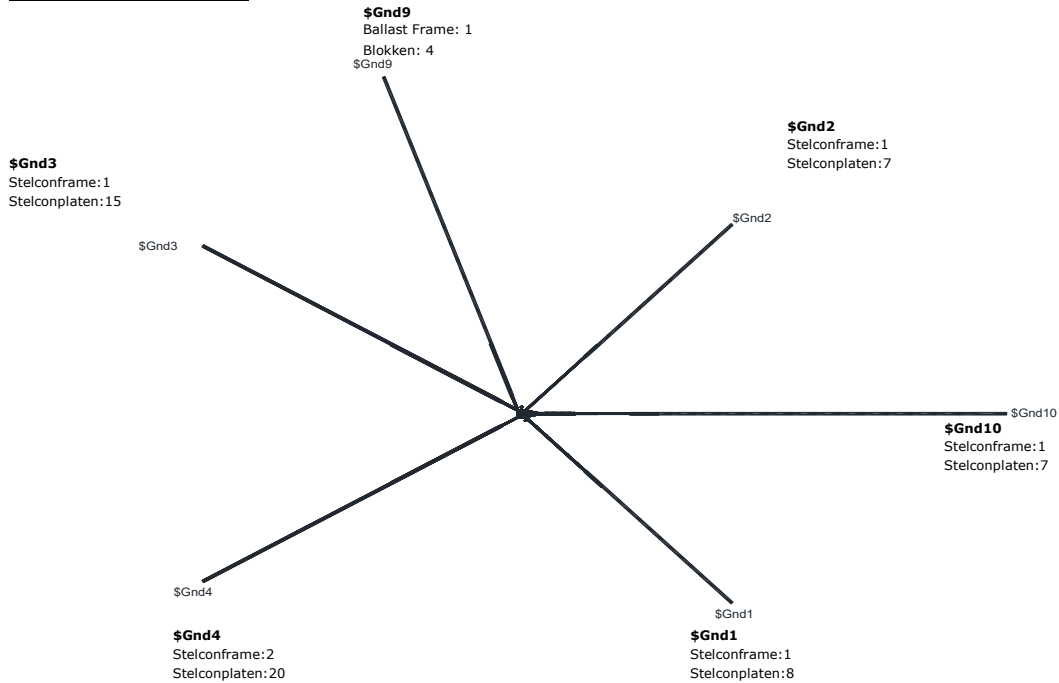 $Gnd9
Ballast Frame: 1
Blokken: 4
$Gnd9
$Gnd2
Stelconframe:1
Stelconplaten:7
$Gnd3
Stelconframe:1
Stelconplaten:15
$Gnd2
$Gnd3
$Gnd10
$Gnd10
Stelconframe:1
Stelconplaten:7
$Gnd4
$Gnd1
$Gnd4
Stelconframe:2
Stelconplaten:20
$Gnd1
Stelconframe:1
Stelconplaten:8